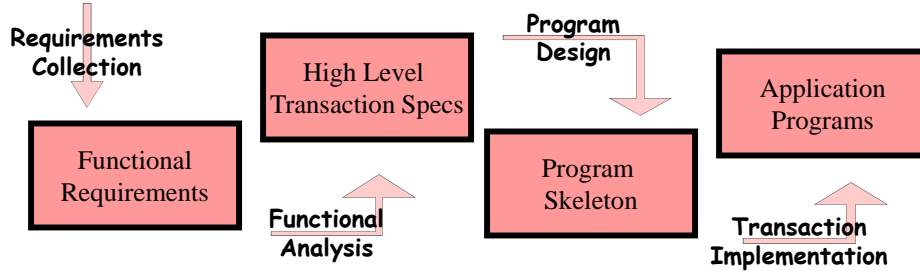 Requirements
Collection
Functional
Requirements
High Level
Transaction Specs
Functional
Analysis
Program
Design
Program
Skeleton
Application
Programs
Transaction
Implementation